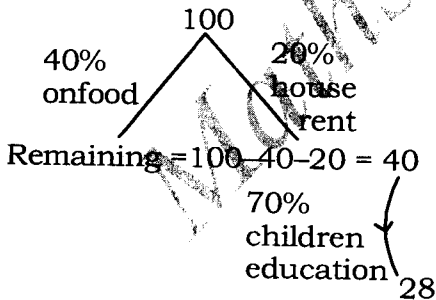 100
40%
onfood
20%
house
rent
Remaining =100–40–20 = 40
70%
children
education
28